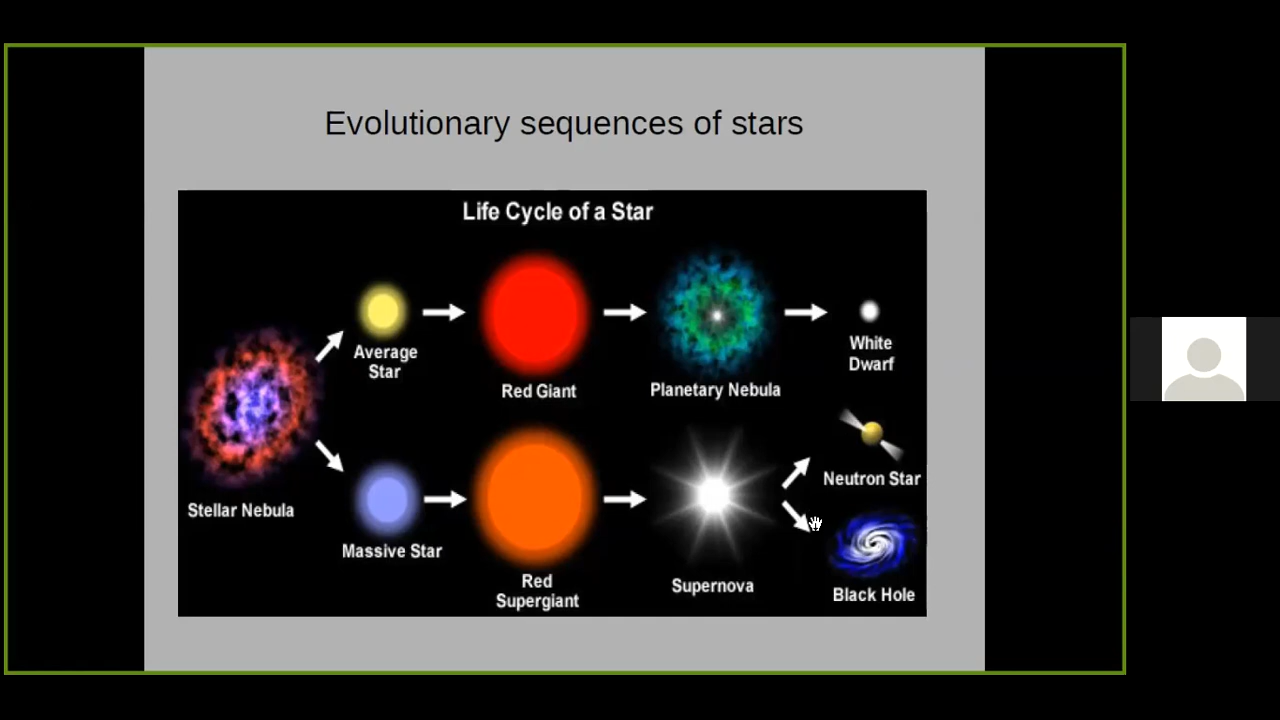 Evolutionary sequences of stars
Life Cycle of a Star
Average
Star
Red Giant
Planetary Nebula
White
Dwarf
Stellar Nebula
Massive Star
Red
Supergiant
Supernova
Neutron Star
Black Hole